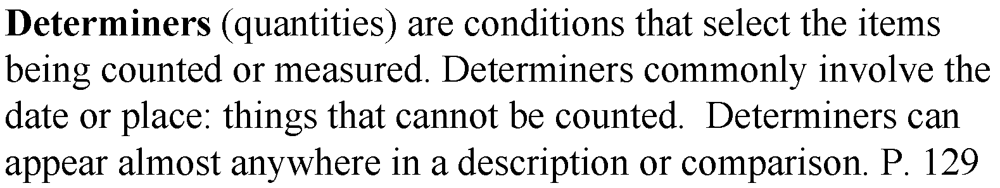 Determiners (quantities) are conditions that select the items
being counted or measured. Determiners commonly involve the
date or place: things that cannot be counted.  Determiners can
appear almost anywhere in a description or comparison. P. 129